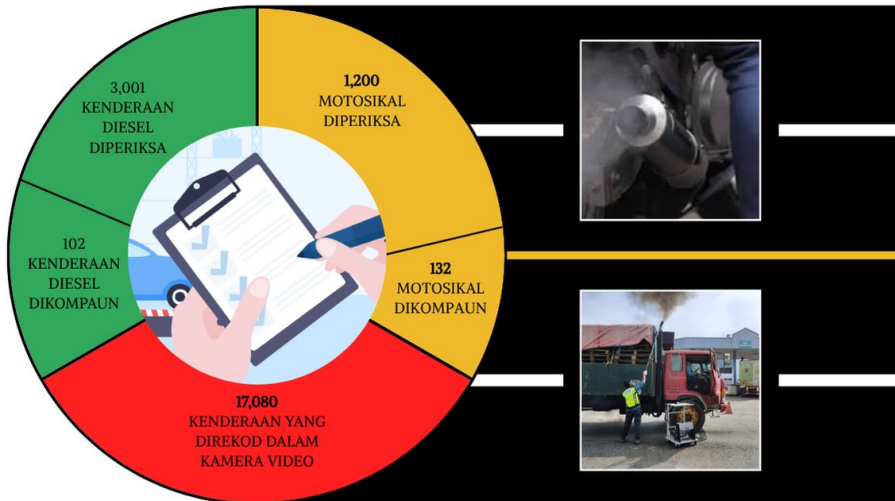 3,001
KENDERAAN
DIESEL
DIPERIKSA
1,200
MOTOSIKAL
DIPERIKSA
102
KENDERAAN
DIESEL
DIKOMPAUN
132
MOTOSIKAL
DIKOMPAUN
17,080
KENDERAAN YANG
DIREKOD DALAM
KAMERA VIDEO